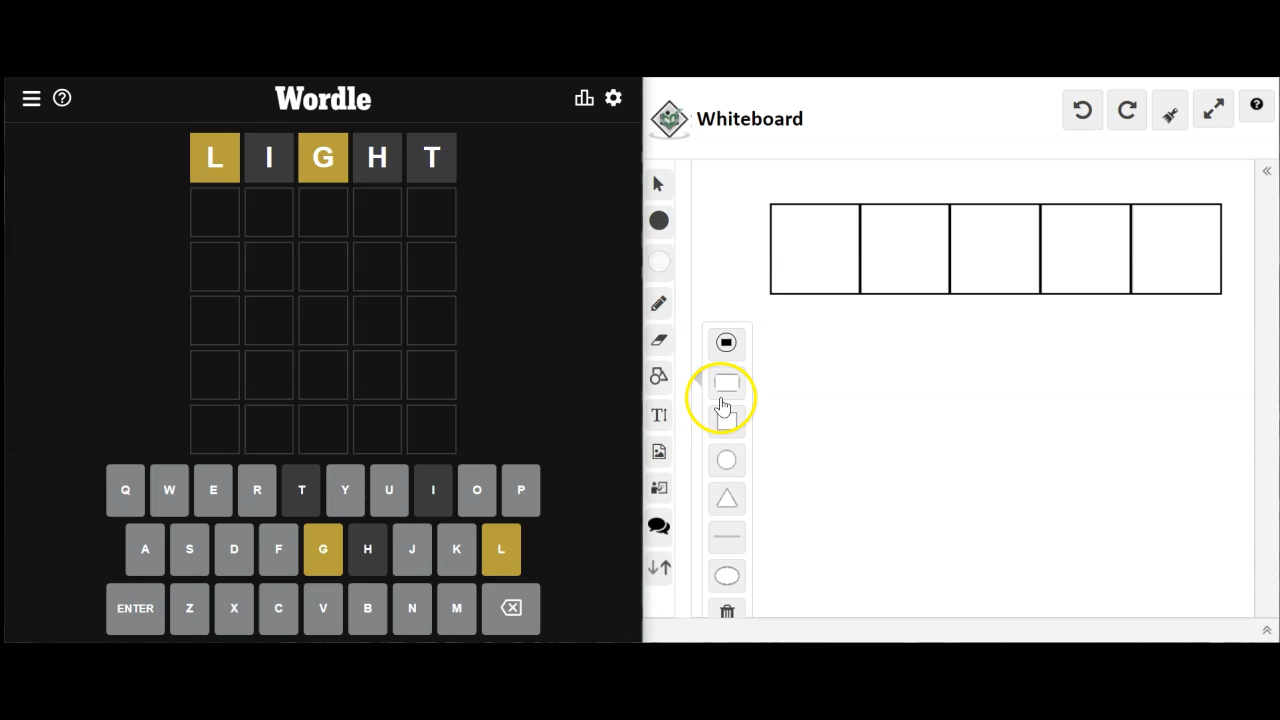 Wordle
Whiteboard
L I G H T
Q W E R T Y U I O P
A S D F G H J K L
ENTER Z X C V B N M
T